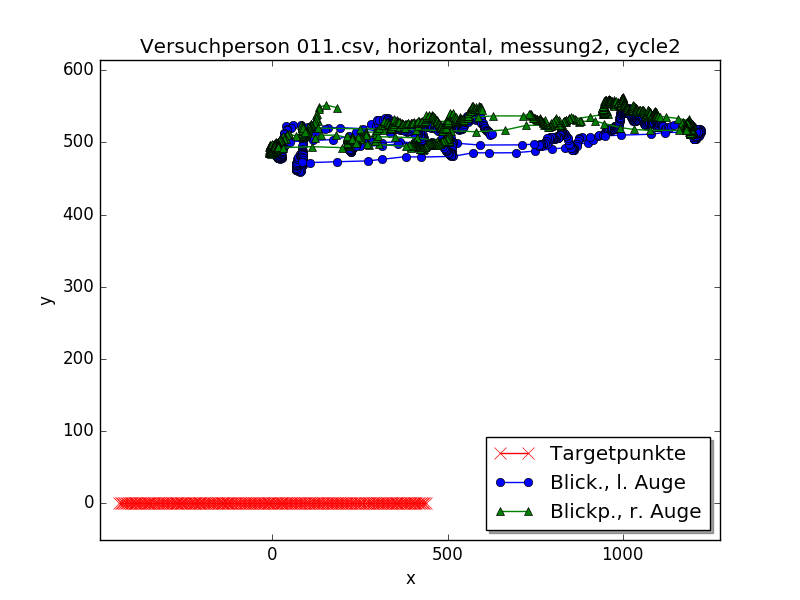 Versuchperson 011.csv, horizontal, messung2, cycle2
600
500
400
300
200
100
0
y
0
500
1000
x
Targetpunkte
Blick., l. Auge
Blickp., r. Auge